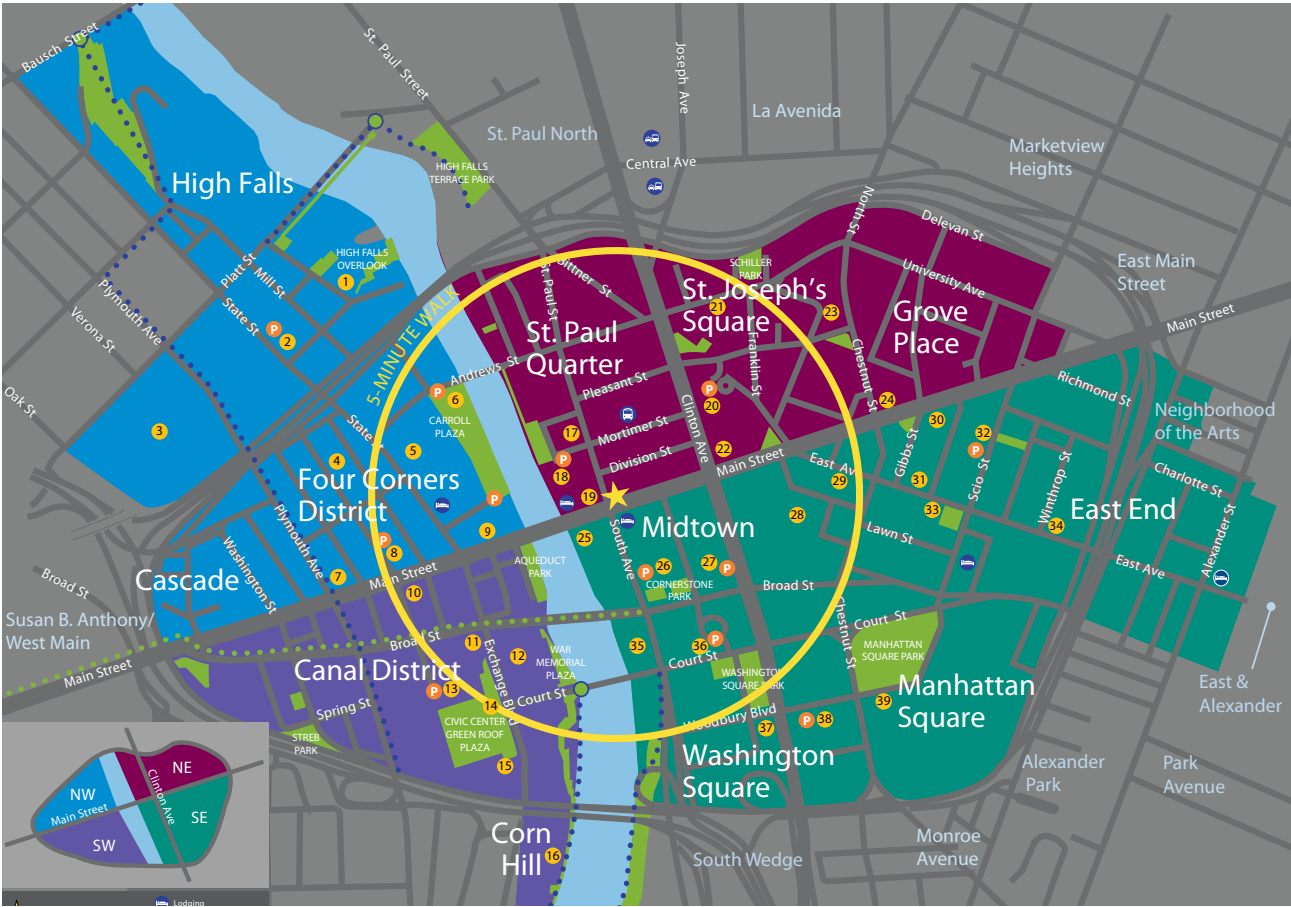 Bausch Street
St. Paul Street
Joseph Ave
La Avenida
St. Paul North
Marketview
Heights
Central Ave
HIGH FALLS
TERRACE PARK
High Falls
North St
Delevan St
HIGH FALLS
OVERLOOK
1
Platt St
Mill St
State St
P
2
Plymouth Ave
Verona St
Oak St
3
5-MINUTE WALK
St. Paul St
Bittner St
SCHILLER
PARK
St. Joseph's
Square
21
23
University Ave
Grove
Place
East Main
Street
Main Street
St. Paul
Quarter
Franklin St
Chestnut St
Andrews St
P
6
CARROLL
PLAZA
Pleasant St
Clinton Ave
P
20
24
Richmond St
Neighborhood
of the Arts
State St
5
4
Four Corners
District
17
Mortimer St
P
18
Division St
19
22
Main Street
East Av
29
Gibbs St
30
32
P
31
Scio St
33
Winthrop St
34
East End
Charlotte St
Alexander St
East Ave
P
9
P
8
Plymouth Ave
7
Washington St
Cascade
Main Street
10
Broad St
Susan B. Anthony/
West Main
Main Street
25
South Ave
Midtown
28
Lawn St
AQUEDUCT
PARK
P
26
27
P
CORNERSTONE
PARK
Broad St
Chestnut St
Court St
MANHATTAN
SQUARE PARK
Broad St
11
Exchange Blvd
12
WAR
MEMORIAL
PLAZA
Canal District
P
13
14
Court St
35
36
P
Court St
WASHINGTON
SQUARE PARK
Spring St
STREB
PARK
CIVIC CENTER
GREEN ROOF
PLAZA
15
Woodbury Blvd
37
P
38
39
Manhattan
Square
Washington
Square
East &
Alexander
Alexander
Park
Park
Avenue
Monroe
Avenue
South Wedge
Corn
Hill
16
NW
NE
Clinton Ave
Main Street
SW
SE
Lodging